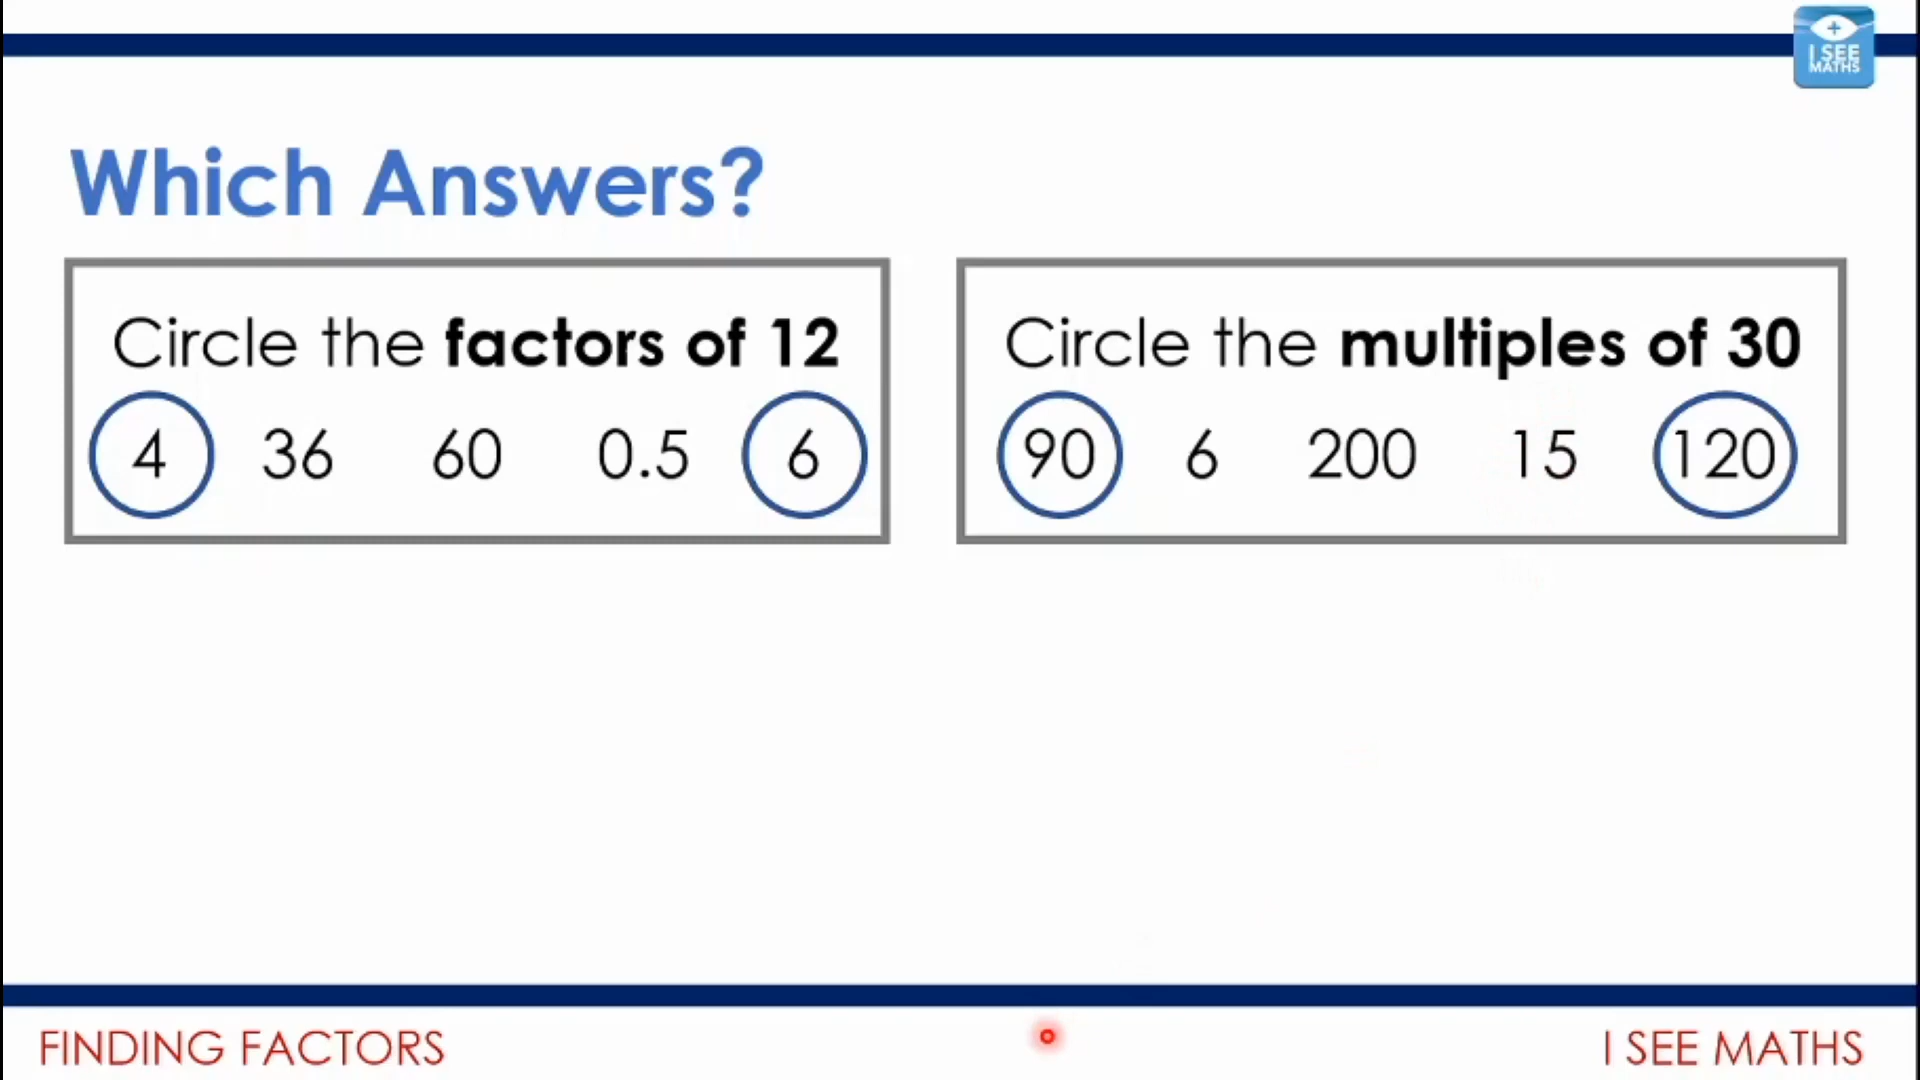 I SEE
MATHS
Which Answers?
Circle the factors of 12
4 36 60 0.5 6
Circle the multiples of 30
90 6 200 15 120
FINDING FACTORS
I SEE MATHS